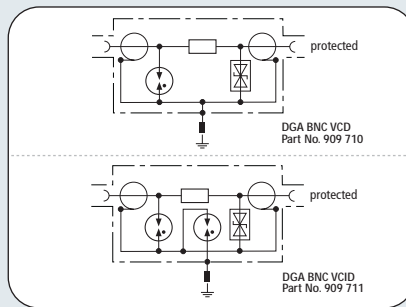 protected
DGA BNC VCD
Part No. 909 710
protected
DGA BNC VCID
Part No. 909 711